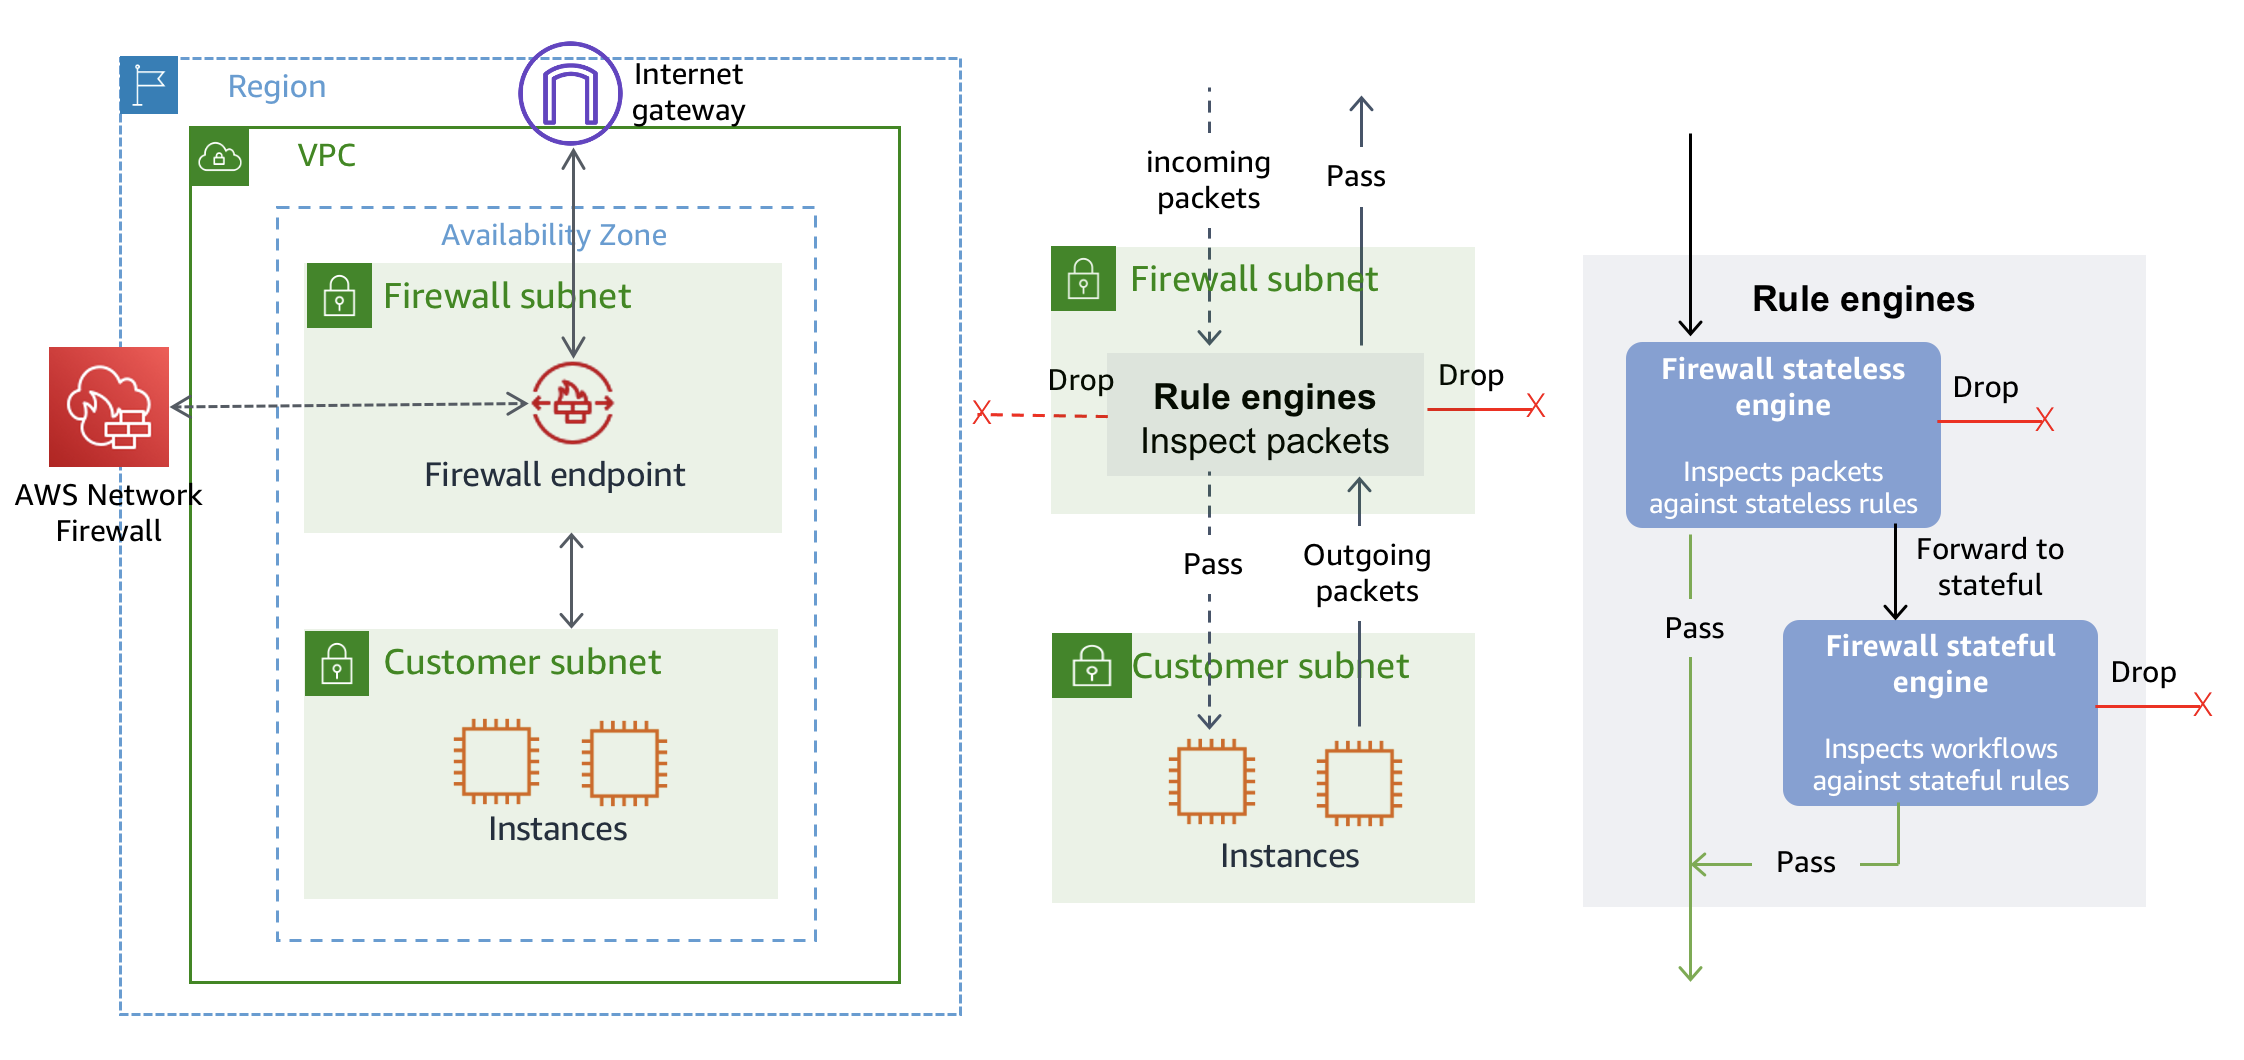 Region
Internet
gateway
VPC
Availability Zone
Firewall subnet
AWS Network
Firewall
Firewall endpoint
Customer subnet
Instances
incoming
packets
Pass
Firewall subnet
Drop
Rule engines
Inspect packets
Drop
Pass
Outgoing
packets
Customer subnet
Instances
Rule engines
Firewall stateless
engine
Inspects packets
against stateless rules
Drop
Forward to
stateful
Pass
Firewall stateful
engine
Inspects workflows
against stateful rules
Drop
Pass